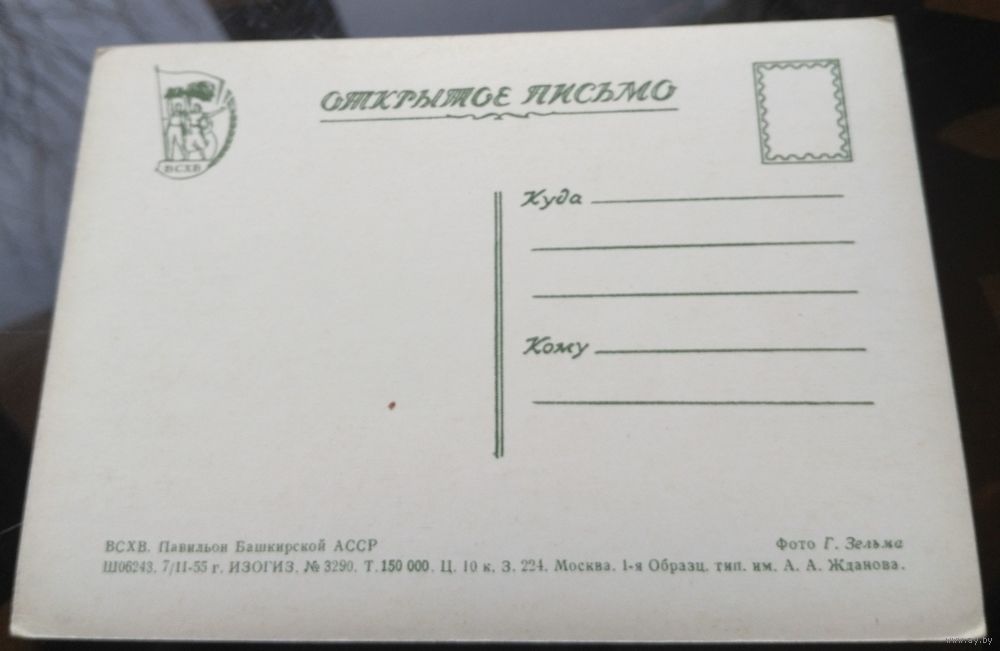 ОТКРЫТОЕ ПИСЬМО
ВСХВ
Куда
Кому
ВСХВ. Павильон Башкирской АССР
Фото Г. Зельма
Ш06243. 7/II-55 г. ИЗОГИЗ. № 3290. Т. 150 000. Ц. 10 к. З. 224. Москва. 1-я Образц. тип. им. А. А. Жданова.